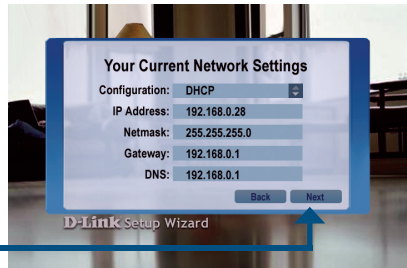 Your Current Network Settings
Configuration: DHCP
IP Address: 192.168.0.28
Netmask: 255.255.255.0
Gateway: 192.168.0.1
DNS: 192.168.0.1
Back Next
D-Link Setup Wizard